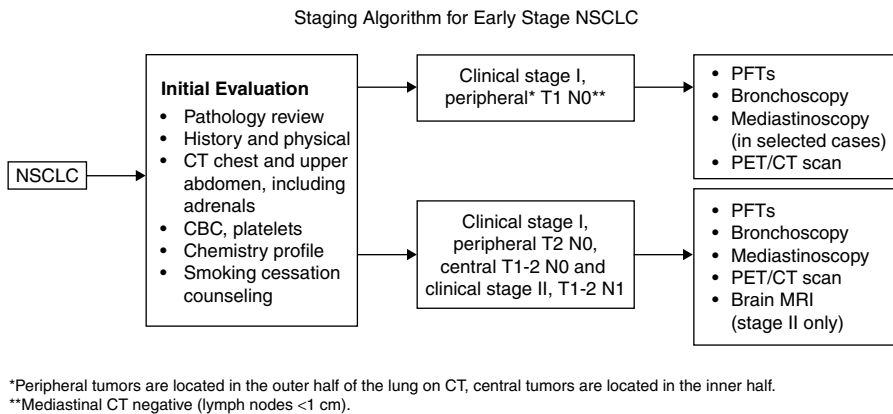 Staging Algorithm for Early Stage NSCLC
NSCLC
Initial Evaluation
• Pathology review
• History and physical
• CT chest and upper
abdomen, including
adrenals
• CBC, platelets
• Chemistry profile
• Smoking cessation
counseling
Clinical stage I,
peripheral* T1 N0**
• PFTs
• Bronchoscopy
• Mediastinoscopy
(in selected cases)
• PET/CT scan
Clinical stage I,
peripheral T2 N0,
central T1-2 N0 and
clinical stage II, T1-2 N1
• PFTs
• Bronchoscopy
• Mediastinoscopy
• PET/CT scan
• Brain MRI
(stage II only)
*Peripheral tumors are located in the outer half of the lung on CT, central tumors are located in the inner half.
**Mediastinal CT negative (lymph nodes <1 cm).